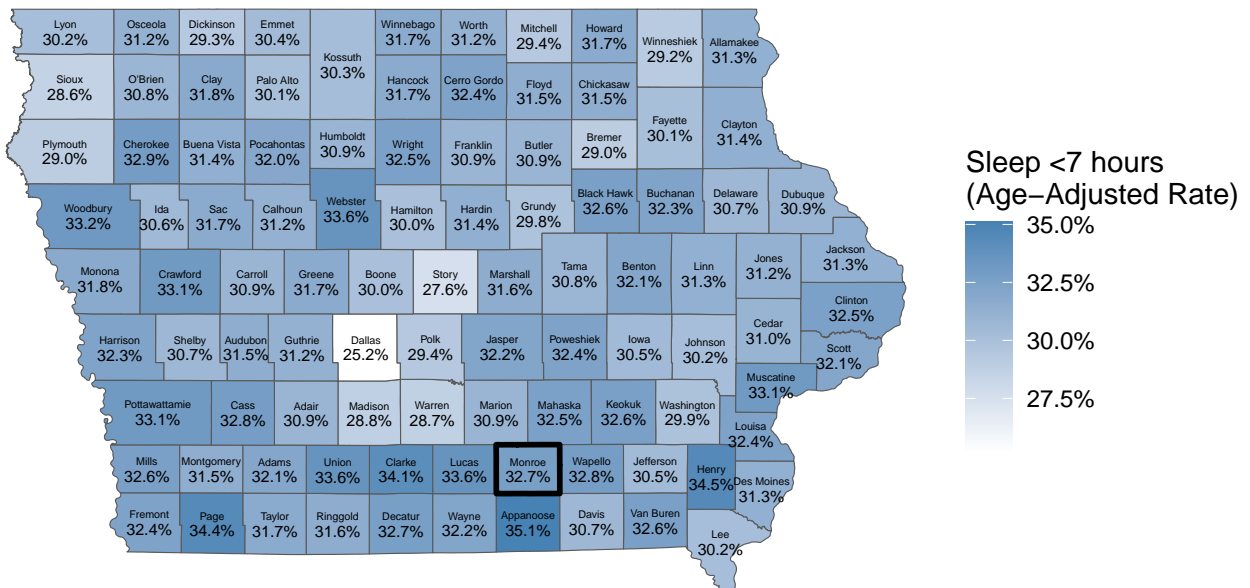 Lyon
30.2%
Osceola
31.2%
Dickinson
29.3%
Emmet
30.4%
Kossuth
30.3%
Winnebago
31.7%
Worth
31.2%
Mitchell
29.4%
Howard
31.7%
Winneshiek
29.2%
Allamakee
31.3%
Sioux
28.6%
O'Brien
30.8%
Clay
31.8%
Palo Alto
30.1%
Hancock
31.7%
Cerro Gordo
32.4%
Floyd
31.5%
Chickasaw
31.5%
Fayette
30.1%
Clayton
31.4%
Plymouth
29.0%
Cherokee
32.9%
Buena Vista
31.4%
Pocahontas
32.0%
Humboldt
30.9%
Wright
32.5%
Franklin
30.9%
Butler
30.9%
Bremer
29.0%
Woodbury
33.2%
Ida
30.6%
Sac
31.7%
Calhoun
31.2%
Webster
33.6%
Hamilton
30.0%
Hardin
31.4%
Grundy
29.8%
Black Hawk
32.6%
Buchanan
32.3%
Delaware
30.7%
Dubuque
30.9%
Monona
31.8%
Crawford
33.1%
Carroll
30.9%
Greene
31.7%
Boone
30.0%
Story
27.6%
Marshall
31.6%
Tama
30.8%
Benton
32.1%
Linn
31.3%
Jones
31.2%
Jackson
31.3%
Clinton
32.5%
Harrison
32.3%
Shelby
30.7%
Audubon
31.5%
Guthrie
31.2%
Dallas
25.2%
Polk
29.4%
Jasper
32.2%
Poweshiek
32.4%
Iowa
30.5%
Johnson
30.2%
Cedar
31.0%
Scott
32.1%
Muscatine
33.1%
Pottawattamie
33.1%
Cass
32.8%
Adair
30.9%
Madison
28.8%
Warren
28.7%
Marion
30.9%
Mahaska
32.5%
Keokuk
32.6%
Washington
29.9%
Louisa
32.4%
Mills
32.6%
Montgomery
31.5%
Adams
32.1%
Union
33.6%
Clarke
34.1%
Lucas
33.6%
Monroe
32.7%
Wapello
32.8%
Jefferson
30.5%
Henry
34.5%
Des Moines
31.3%
Fremont
32.4%
Page
34.4%
Taylor
31.7%
Ringgold
31.6%
Decatur
32.7%
Wayne
32.2%
Appanoose
35.1%
Davis
30.7%
Van Buren
32.6%
Lee
30.2%
Sleep <7 hours
(Age−Adjusted Rate)
35.0%
32.5%
30.0%
27.5%